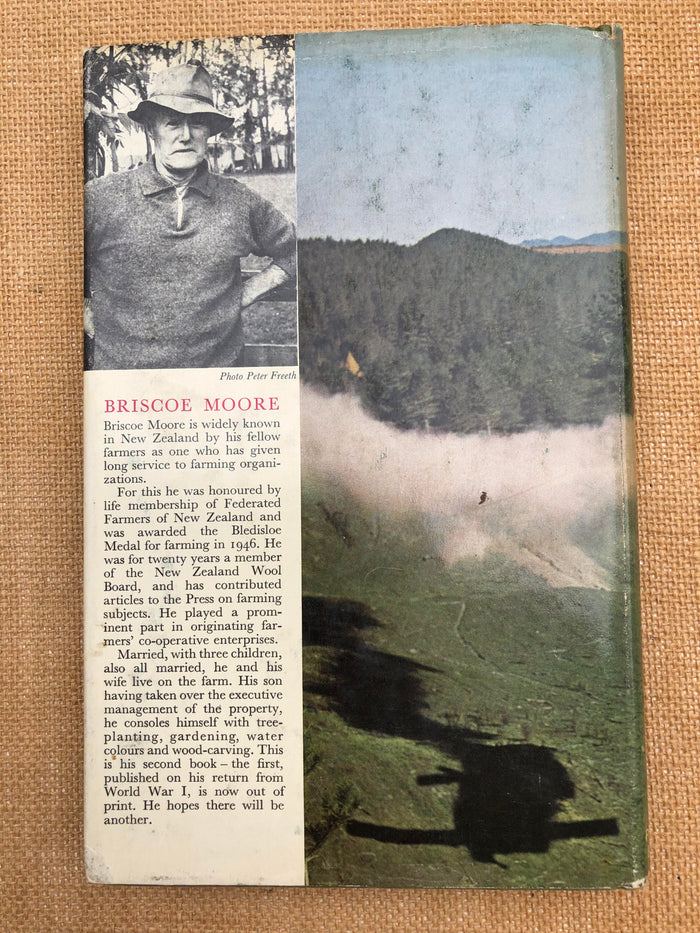 Photo Peter Freeth
BRISCOE MOORE
Briscoe Moore is widely known
in New Zealand by his fellow
farmers as one who has given
long service to farming organi-
zations.
For this he was honoured by
life membership of Federated
Farmers of New Zealand and
was awarded the Bledisloe
Medal for farming in 1946. He
was for twenty years a member
of the New Zealand Wool
Board, and has contributed
articles to the Press on farming
subjects. He played a prom-
inent part in originating far-
mers' co-operative enterprises.
Married, with three children,
also all married, he and his
wife live on the farm. His son
having taken over the executive
management of the property,
he consoles himself with tree-
planting, gardening, water
colours and wood-carving. This
is his second book – the first,
published on his return from
World War I, is now out of
print. He hopes there will be
another.